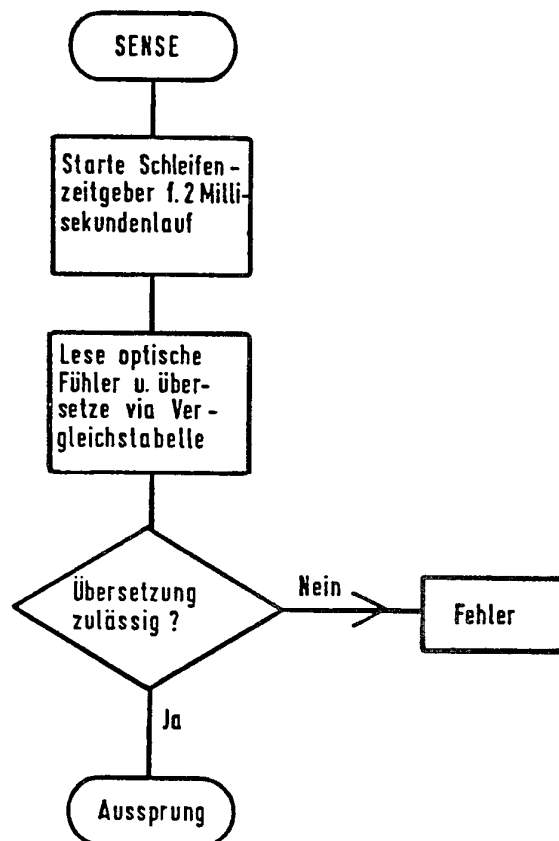 SENSE
Starte Schleifen-
zeitgeber f. 2 Milli-
sekundenlauf
Lese optische
Fühler u. über-
setze via Ver-
gleichstabelle
Übersetzung
zulässig ?
Nein
Fehler
Ja
Aussprung